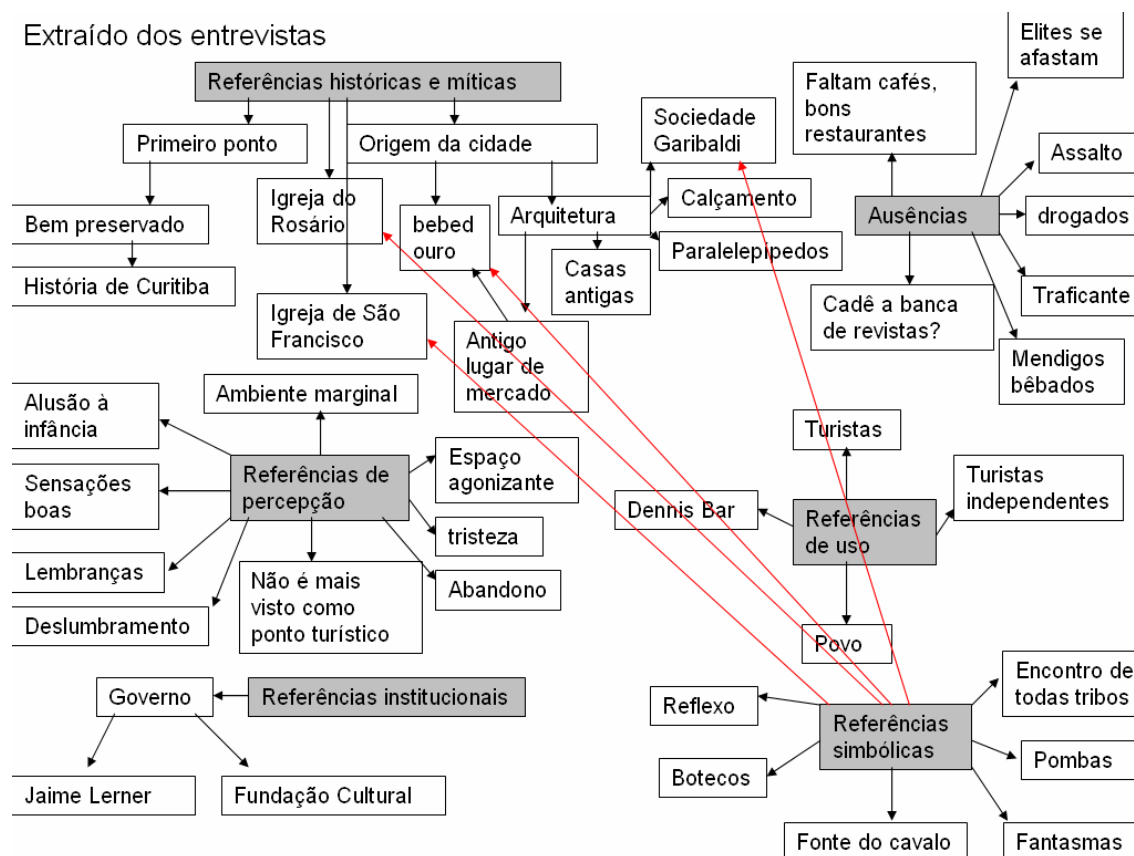 Extraído dos entrevistas
Referências históricas e míticas
Primeiro ponto
Origem da cidade
Bem preservado
História de Curitiba
Igreja do
Rosário
Igreja de São
Francisco
bebed
ouro
Arquitetura
Antigo
lugar de
mercado
Casas
antigas
Sociedade
Garibaldi
Calçamento
Paralelepípedos
Elites se
afastam
Faltam cafés,
bons
restaurantes
Ausências
Assalto
drogados
Traficante
Mendigos
bêbados
Cadê a banca
de revistas?
Alusão à
infância
Ambiente marginal
Referências de
percepção
Sensações
boas
Lembranças
Deslumbramento
Não é mais
visto como
ponto turístico
Espaço
agonizante
tristeza
Abandono
Turistas
Dennis Bar
Referências
de uso
Turistas
independentes
Povo
Governo
Referências institucionais
Jaime Lerner
Fundação Cultural
Reflexo
Referências
simbólicas
Encontro de
todas tribos
Botecos
Pombas
Fonte do cavalo
Fantasmas